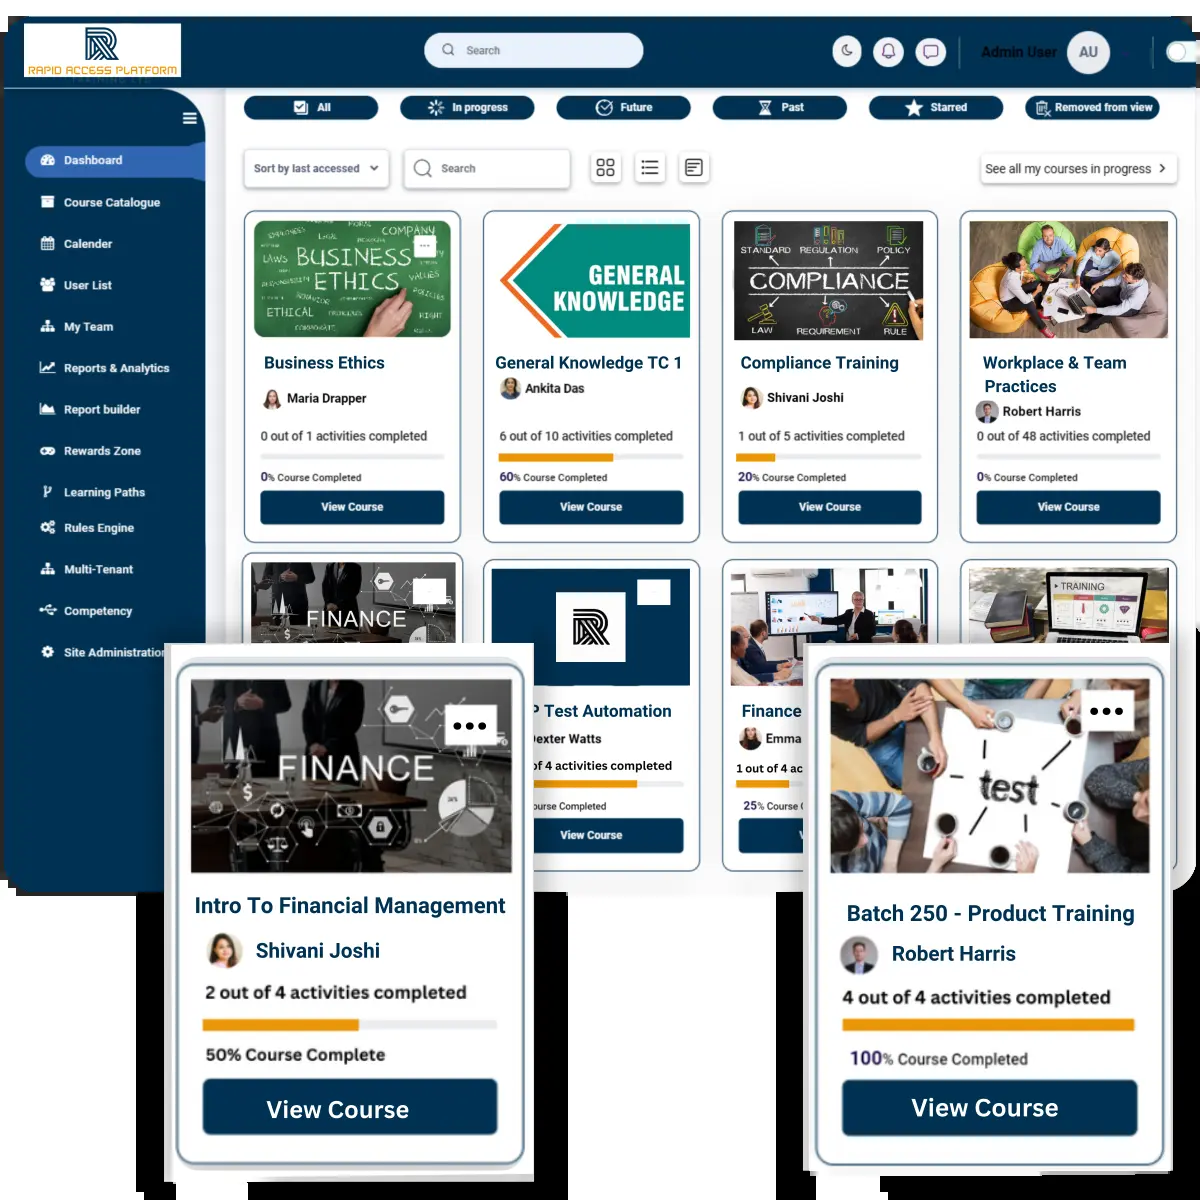 RAPID ACCESS PLATFORM
Search
Admin User
AU
All
In progress
Future
Past
Starred
Removed from view
Dashboard
Course Catalogue
Calender
User List
My Team
Reports & Analytics
Report builder
Rewards Zone
Learning Paths
Rules Engine
Multi-Tenant
Competency
Site Administration
Sort by last accessed
Search
See all my courses in progress
COMPANY
LAWS
BUSINESS
ETHICS
VALUES
POLICIES
ETHICAL
RIGHT
Business Ethics
Maria Drapper
0 out of 1 activities completed
0% Course Completed
View Course
GENERAL
KNOWLEDGE
General Knowledge TC 1
Ankita Das
6 out of 10 activities completed
60% Course Completed
View Course
STANDARD REGULATION POLICY
COMPLIANCE
LAW REQUIREMENT RULE
Compliance Training
Shivani Joshi
1 out of 5 activities completed
20% Course Completed
View Course
Workplace & Team
Practices
Robert Harris
0 out of 48 activities completed
0% Course Completed
View Course
FINANCE
P Test Automation
Dexter Watts
of 4 activities completed
ourse Completed
View Course
Finance
Emma
1 out of 4 ac
25% Course C
TRAINING
FINANCE
Intro To Financial Management
Shivani Joshi
2 out of 4 activities completed
50% Course Complete
View Course
test
Batch 250 - Product Training
Robert Harris
4 out of 4 activities completed
100% Course Completed
View Course